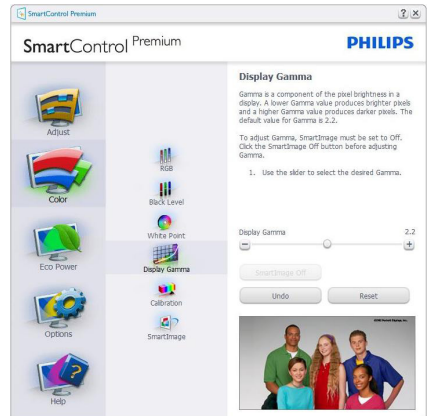 SmartControl Premium
SmartControl Premium
PHILIPS
Adjust
Color
Eco Power
Options
Help
RGB
Black Level
White Point
Display Gamma
Calibration
SmartImage
Display Gamma
Gamma is a component of the pixel brightness in a
display. A lower Gamma value produces brighter pixels
and a higher Gamma value produces darker pixels. The
default value for Gamma is 2.2.
To adjust Gamma, SmartImage must be set to Off.
Click the SmartImage Off button before adjusting
Gamma.
1. Use the slider to select the desired Gamma.
Display Gamma 2.2
SmartImage Off
Undo Reset